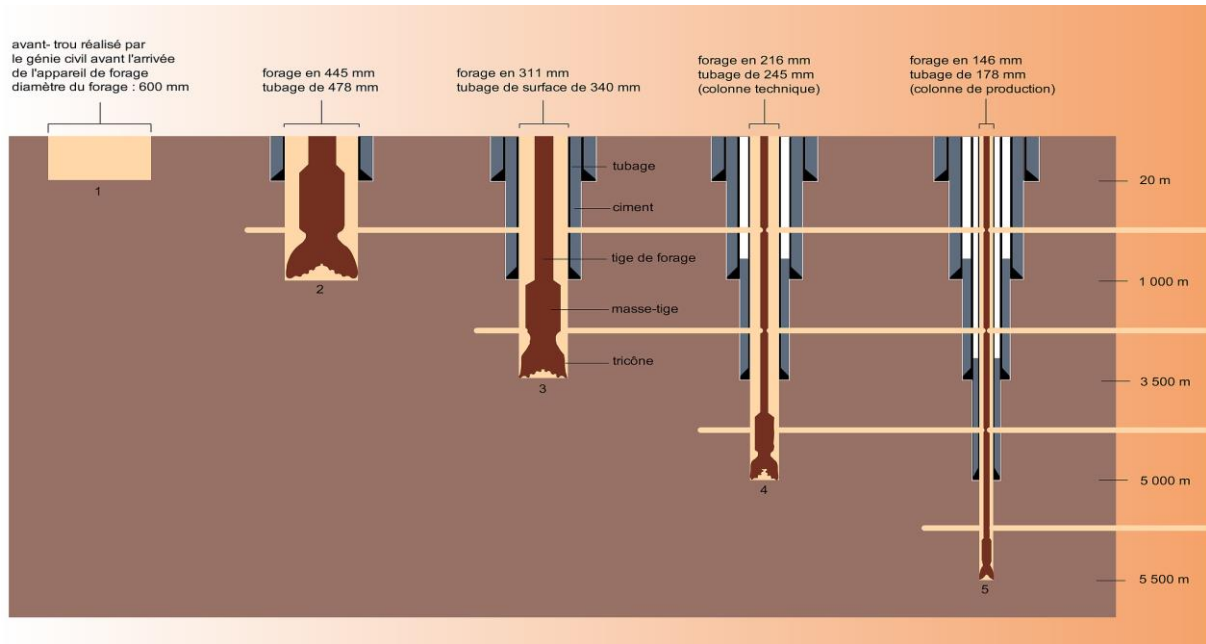 avant- trou réalisé par
le génie civil avant l'arrivée
de l'appareil de forage
diamètre du forage : 600 mm
forage en 445 mm
tubage de 478 mm
forage en 311 mm
tubage de surface de 340 mm
forage en 216 mm
tubage de 245 mm
(colonne technique)
forage en 146 mm
tubage de 178 mm
(colonne de production)
tubage
ciment
tige de forage
masse-tige
tricône
1
2
3
4
5
20 m
1 000 m
3 500 m
5 000 m
5 500 m